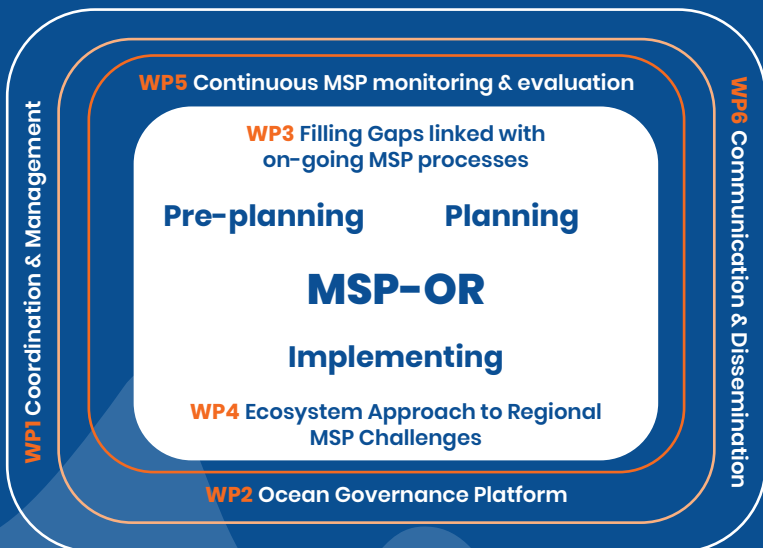 WP5 Continuous MSP monitoring & evaluation
WP1 Coordination & Management
WP3 Filling Gaps linked with
on-going MSP processes
Pre-planning
Planning
MSP-OR
Implementing
WP4 Ecosystem Approach to Regional
MSP Challenges
WP6 Communication & Dissemination
WP2 Ocean Governance Platform